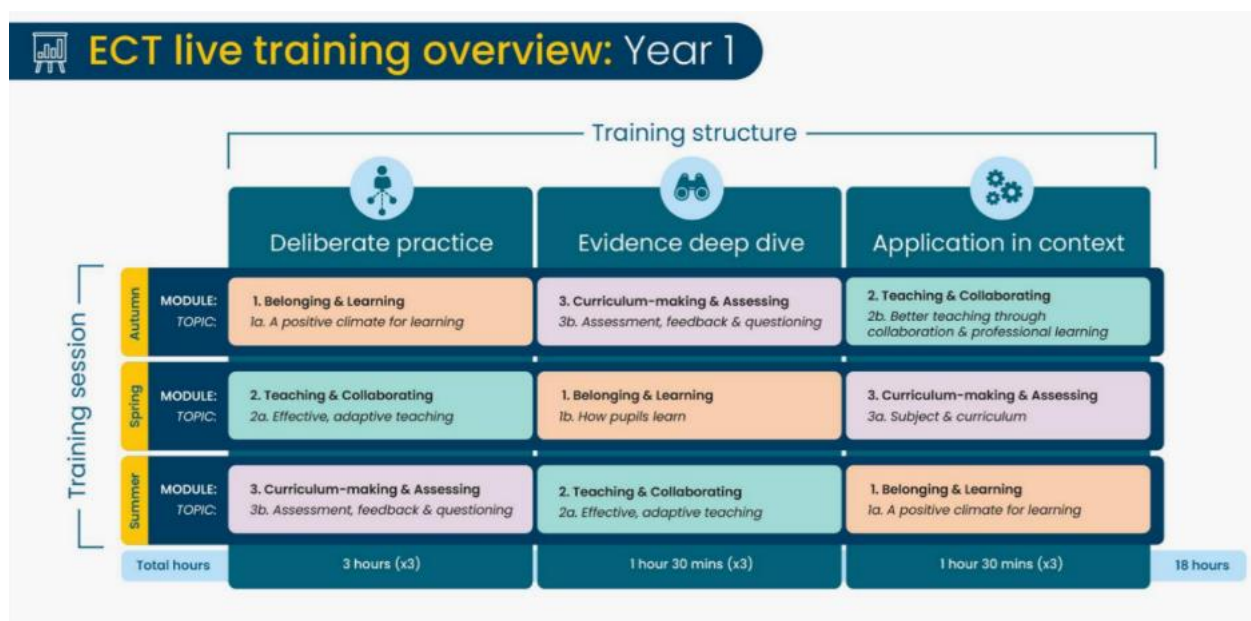 ECT live training overview: Year 1
Training structure
Deliberate practice
Evidence deep dive
Application in context
Training session
Autumn
MODULE:
TOPIC:
1. Belonging & Learning
1a. A positive climate for learning
3. Curriculum-making & Assessing
3b. Assessment, feedback & questioning
2. Teaching & Collaborating
2b. Better teaching through
collaboration & professional learning
Spring
MODULE:
TOPIC:
2. Teaching & Collaborating
2a. Effective, adaptive teaching
1. Belonging & Learning
1b. How pupils learn
3. Curriculum-making & Assessing
3a. Subject & curriculum
Summer
MODULE:
TOPIC:
3. Curriculum-making & Assessing
3b. Assessment, feedback & questioning
2. Teaching & Collaborating
2a. Effective, adaptive teaching
1. Belonging & Learning
1a. A positive climate for learning
Total hours
3 hours (x3)
1 hour 30 mins (x3)
1 hour 30 mins (x3)
18 hours